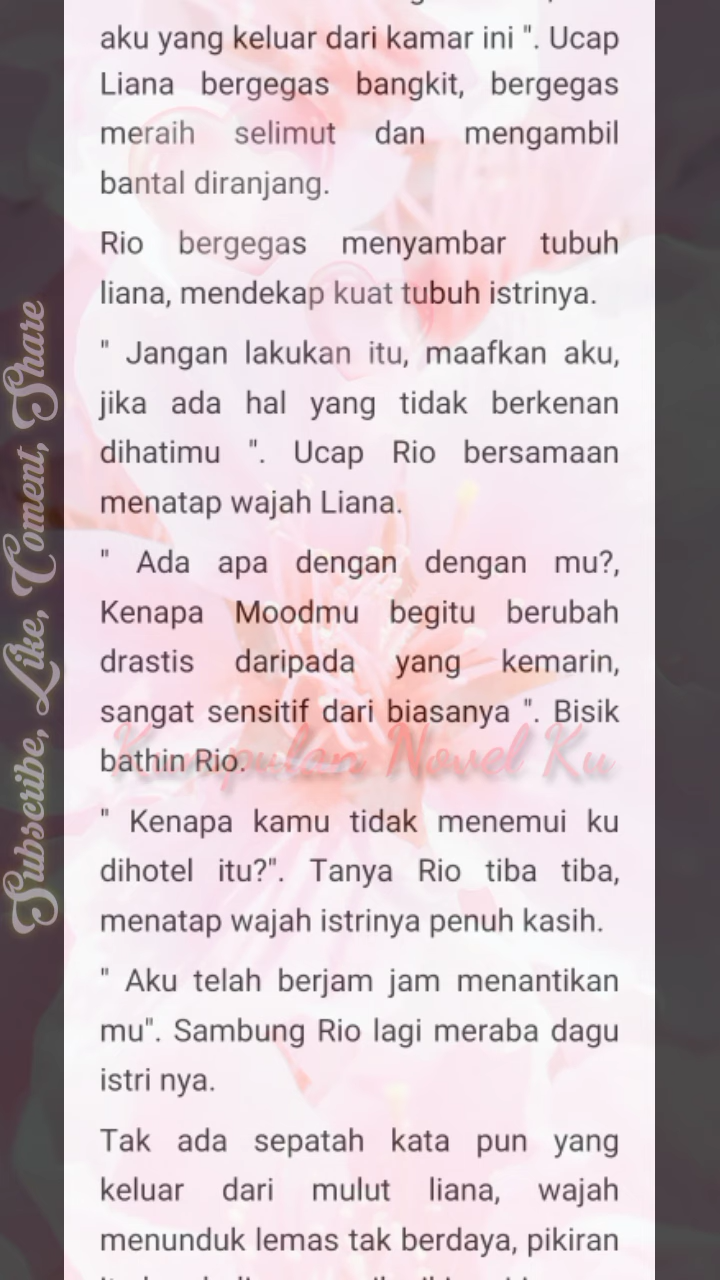 aku yang keluar dari kamar ini ". Ucap
Liana bergegas bangkit, bergegas
meraih selimut dan mengambil
bantal diranjang.
Rio bergegas menyambar tubuh
liana, mendekap kuat tubuh istrinya.
" Jangan lakukan itu, maafkan aku,
jika ada hal yang tidak berkenan
dihatimu ". Ucap Rio bersamaan
menatap wajah Liana.
" Ada apa dengan dengan mu?,
Kenapa Moodmu begitu berubah
drastis daripada yang kemarin,
sangat sensitif dari biasanya ". Bisik
bathin Rio.
Kumpulan Novel Ku
" Kenapa kamu tidak menemui ku
dihotel itu?". Tanya Rio tiba tiba,
menatap wajah istrinya penuh kasih.
" Aku telah berjam jam menantikan
mu". Sambung Rio lagi meraba dagu
istri nya.
Tak ada sepatah kata pun yang
keluar dari mulut liana, wajah
menunduk lemas tak berdaya, pikiran
Subscribe, Like, Coment, Share